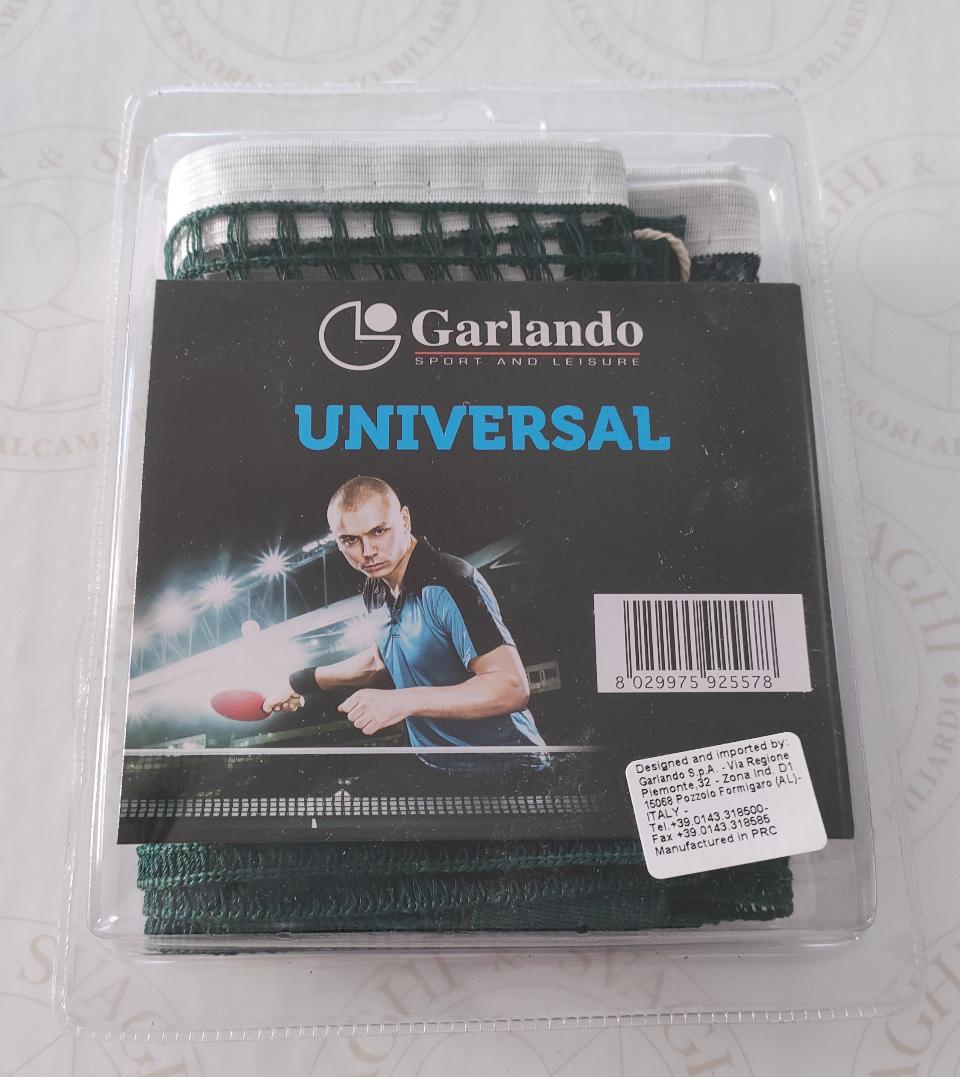 Garlando
SPORT AND LEISURE
UNIVERSAL
8 029975 925578
Designed and imported by:
Garlando S.p.A. - Via Regione
Piemonte,32 - Zona Ind. D1
15068 Pozzolo Formigaro (AL)-
ITALY -
Tel.+39.0143.318500-
Fax +39.0143.318585
Manufactured in PRC